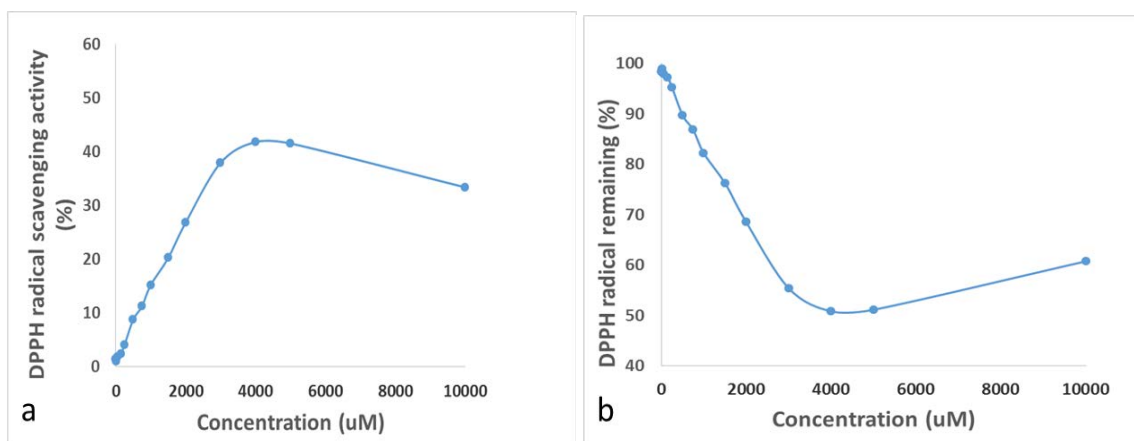 DPPH radical scavenging activity
(%)
60
50
40
30
20
10
0
0 2000 4000 6000 8000 10000
Concentration (uM)
a
DPPH radical remaining (%)
100
90
80
70
60
50
40
0 2000 4000 6000 8000 10000
Concentration (uM)
b